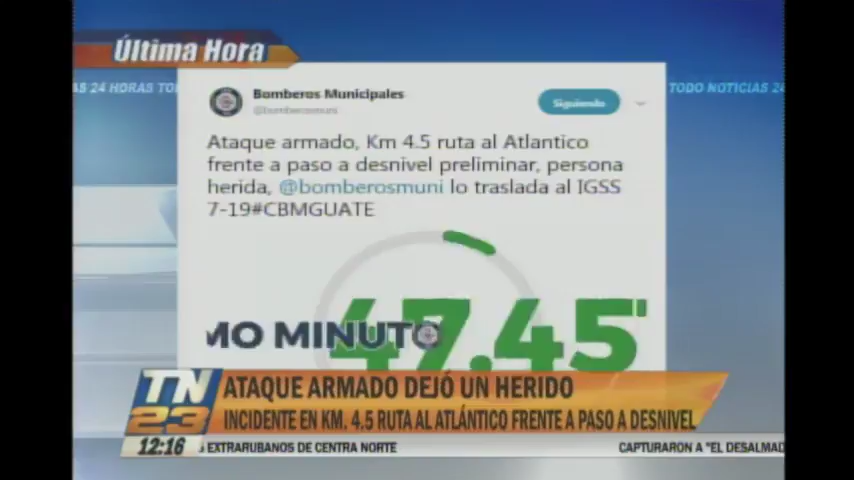 Última Hora
AS 24 HORAS TOD
TODO NOTICIAS 24
Bomberos Municipales
@bomberosmuni
Siguiendo
Ataque armado, Km 4.5 ruta al Atlantico
frente a paso a desnivel preliminar, persona
herida, @bomberosmuni lo traslada al IGSS
7-19#CBMGUATE
MO MINUTO
47.45'
TN
23
ATAQUE ARMADO DEJÓ UN HERIDO
INCIDENTE EN KM. 4.5 RUTA AL ATLÁNTICO FRENTE A PASO A DESNIVEL
12:16
S EXTRARUBANOS DE CENTRA NORTE
CAPTURARON A "EL DESALMAD